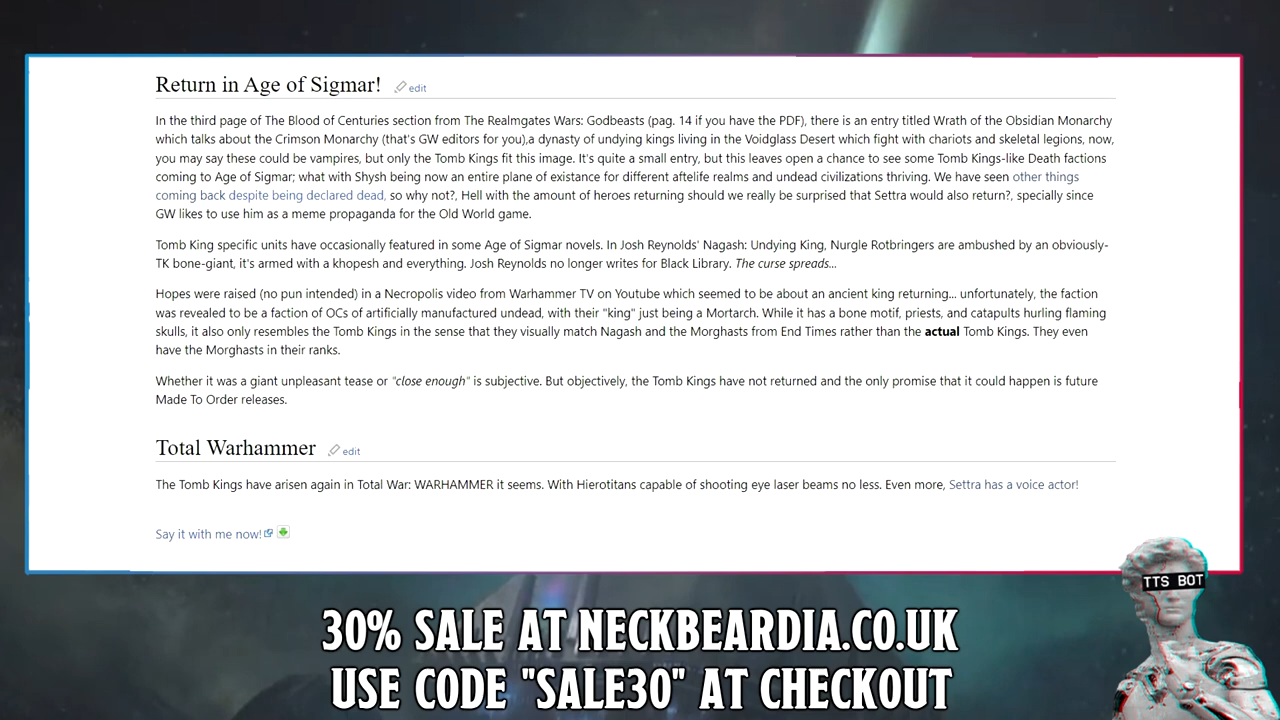 Return in Age of Sigmar! edit
In the third page of The Blood of Centuries section from The Realmgates Wars: Godbeasts (pag. 14 if you have the PDF), there is an entry titled Wrath of the Obsidian Monarchy
which talks about the Crimson Monarchy (that's GW editors for you),a dynasty of undying kings living in the Voidglass Desert which fight with chariots and skeletal legions, now,
you may say these could be vampires, but only the Tomb Kings fit this image. It's quite a small entry, but this leaves open a chance to see some Tomb Kings-like Death factions
coming to Age of Sigmar; what with Shysh being now an entire plane of existance for different aftelife realms and undead civilizations thriving. We have seen other things
coming back despite being declared dead, so why not?, Hell with the amount of heroes returning should we really be surprised that Settra would also return?, specially since
GW likes to use him as a meme propaganda for the Old World game.
Tomb King specific units have occasionally featured in some Age of Sigmar novels. In Josh Reynolds' Nagash: Undying King, Nurgle Rotbringers are ambushed by an obviously-
TK bone-giant, it's armed with a khopesh and everything. Josh Reynolds no longer writes for Black Library. The curse spreads...
Hopes were raised (no pun intended) in a Necropolis video from Warhammer TV on Youtube which seemed to be about an ancient king returning... unfortunately, the faction
was revealed to be a faction of OCs of artificially manufactured undead, with their "king" just being a Mortarch. While it has a bone motif, priests, and catapults hurling flaming
skulls, it also only resembles the Tomb Kings in the sense that they visually match Nagash and the Morghasts from End Times rather than the actual Tomb Kings. They even
have the Morghasts in their ranks.
Whether it was a giant unpleasant tease or "close enough" is subjective. But objectively, the Tomb Kings have not returned and the only promise that it could happen is future
Made To Order releases.
Total Warhammer edit
The Tomb Kings have arisen again in Total War: WARHAMMER it seems. With Hierotitans capable of shooting eye laser beams no less. Even more, Settra has a voice actor!
Say it with me now!
TTS BOT
30% SALE AT NECKBEARDIA.CO.UK
USE CODE "SALE30" AT CHECKOUT